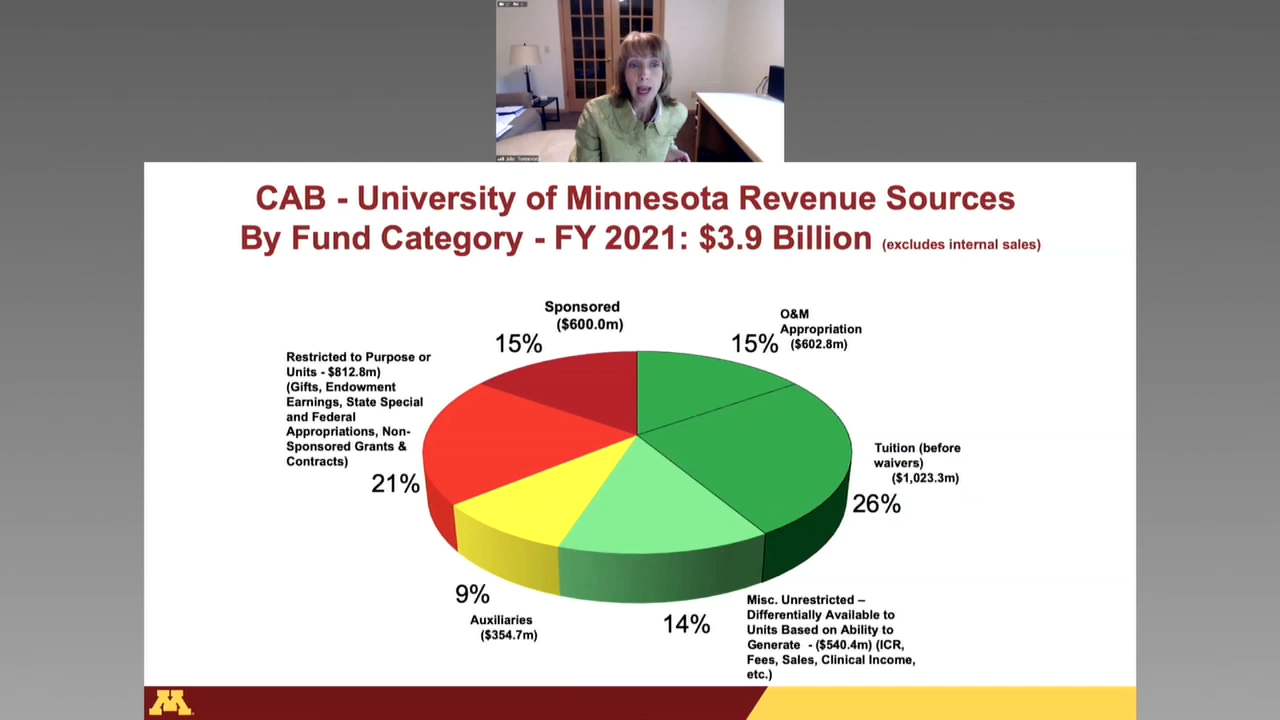 CAB - University of Minnesota Revenue Sources
By Fund Category - FY 2021: $3.9 Billion (excludes internal sales)
Sponsored
($600.0m)
15%
O&M
Appropriation
($602.8m)
15%
Restricted to Purpose or
Units - $812.8m)
(Gifts, Endowment
Earnings, State Special
and Federal
Appropriations, Non-
Sponsored Grants &
Contracts)
21%
Tuition (before
waivers)
($1,023.3m)
26%
9%
Auxiliaries
($354.7m)
14%
Misc. Unrestricted –
Differentially Available to
Units Based on Ability to
Generate - ($540.4m) (ICR,
Fees, Sales, Clinical Income,
etc.)
M